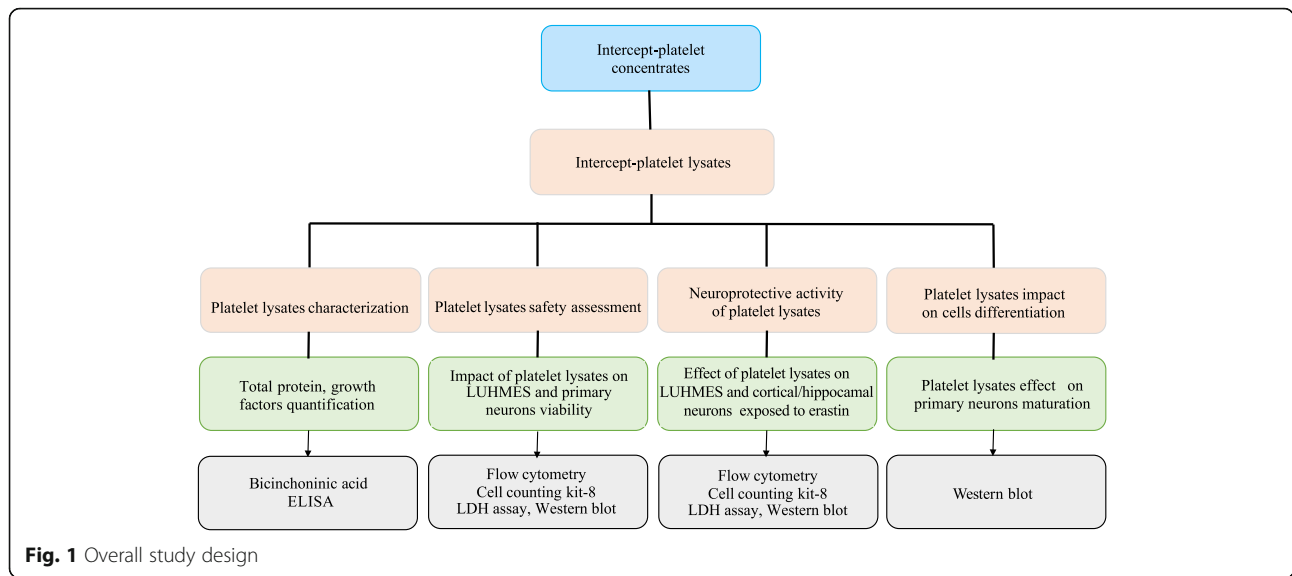 Intercept-platelet
concentrates
Intercept-platelet lysates
Platelet lysates characterization
Platelet lysates safety assessment
Neuroprotective activity
of platelet lysates
Platelet lysates impact
on cells differentiation
Total protein, growth
factors quantification
Impact of platelet lysates on
LUHMES and primary
neurons viability
Effect of platelet lysates on
LUHMES and cortical/hippocamal
neurons exposed to erastin
Platelet lysates effect on
primary neurons maturation
Bicinchoninic acid
ELISA
Flow cytometry
Cell counting kit-8
LDH assay, Western blot
Flow cytometry
Cell counting kit-8
LDH assay, Western blot
Western blot
Fig. 1 Overall study design